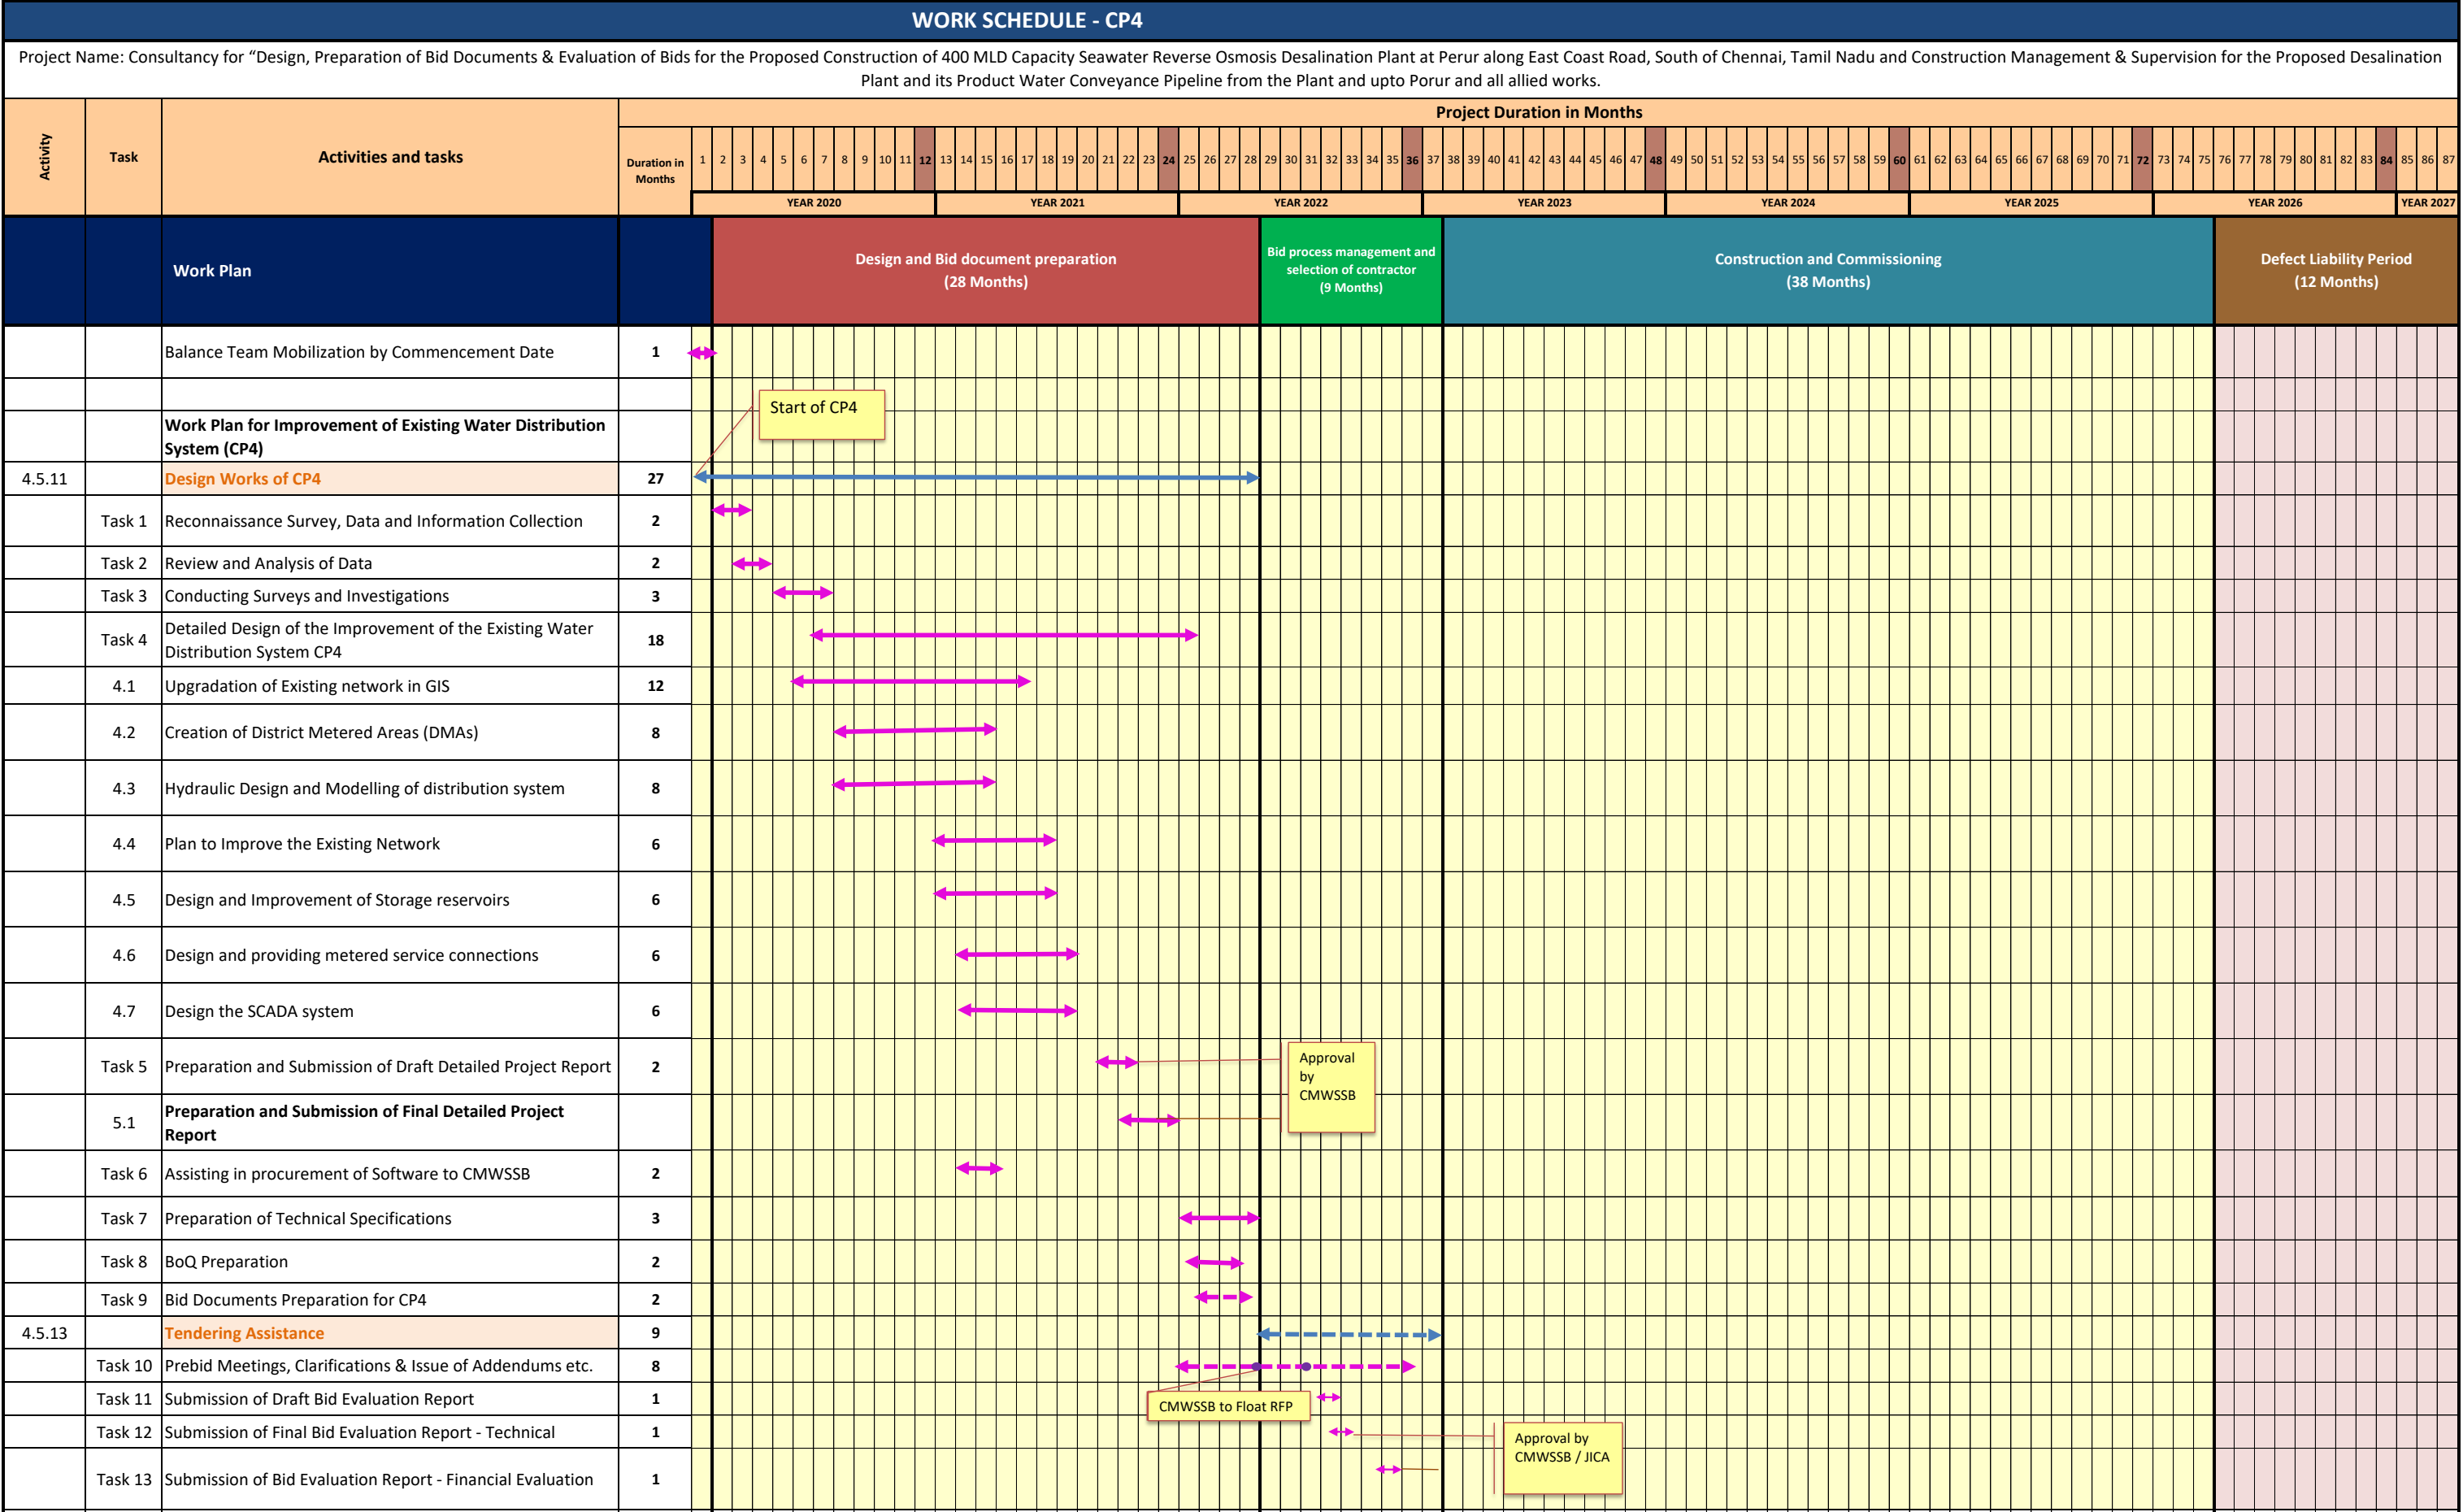 WORK SCHEDULE - CP4
Project Name: Consultancy for “Design, Preparation of Bid Documents & Evaluation of Bids for the Proposed Construction of 400 MLD Capacity Seawater Reverse Osmosis Desalination Plant at Perur along East Coast Road, South of Chennai, Tamil Nadu and Construction Management & Supervision for the Proposed Desalination
Plant and its Product Water Conveyance Pipeline from the Plant and upto Porur and all allied works.
Project Duration in Months
Activity
Task
Activities and tasks
Duration in
Months
1 2 3 4 5 6 7 8 9 10 11 12 13 14 15 16 17 18 19 20 21 22 23 24 25 26 27 28 29 30 31 32 33 34 35 36 37 38 39 40 41 42 43 44 45 46 47 48 49 50 51 52 53 54 55 56 57 58 59 60 61 62 63 64 65 66 67 68 69 70 71 72 73 74 75 76 77 78 79 80 81 82 83 84 85 86 87
YEAR 2020 YEAR 2021 YEAR 2022 YEAR 2023 YEAR 2024 YEAR 2025 YEAR 2026 YEAR 2027
Work Plan
Design and Bid document preparation
(28 Months)
Bid process management and
selection of contractor
(9 Months)
Construction and Commissioning
(38 Months)
Defect Liability Period
(12 Months)
Balance Team Mobilization by Commencement Date 1
Start of CP4
Work Plan for Improvement of Existing Water Distribution
System (CP4)
4.5.11 Design Works of CP4 27
Task 1 Reconnaissance Survey, Data and Information Collection 2
Task 2 Review and Analysis of Data 2
Task 3 Conducting Surveys and Investigations 3
Task 4 Detailed Design of the Improvement of the Existing Water
Distribution System CP4 18
4.1 Upgradation of Existing network in GIS 12
4.2 Creation of District Metered Areas (DMAs) 8
4.3 Hydraulic Design and Modelling of distribution system 8
4.4 Plan to Improve the Existing Network 6
4.5 Design and Improvement of Storage reservoirs 6
4.6 Design and providing metered service connections 6
4.7 Design the SCADA system 6
Task 5 Preparation and Submission of Draft Detailed Project Report 2
Approval
by
CMWSSB
5.1 Preparation and Submission of Final Detailed Project
Report
Task 6 Assisting in procurement of Software to CMWSSB 2
Task 7 Preparation of Technical Specifications 3
Task 8 BoQ Preparation 2
Task 9 Bid Documents Preparation for CP4 2
4.5.13 Tendering Assistance 9
Task 10 Prebid Meetings, Clarifications & Issue of Addendums etc. 8
Task 11 Submission of Draft Bid Evaluation Report 1
CMWSSB to Float RFP
Task 12 Submission of Final Bid Evaluation Report - Technical 1
Approval by
CMWSSB / JICA
Task 13 Submission of Bid Evaluation Report - Financial Evaluation 1